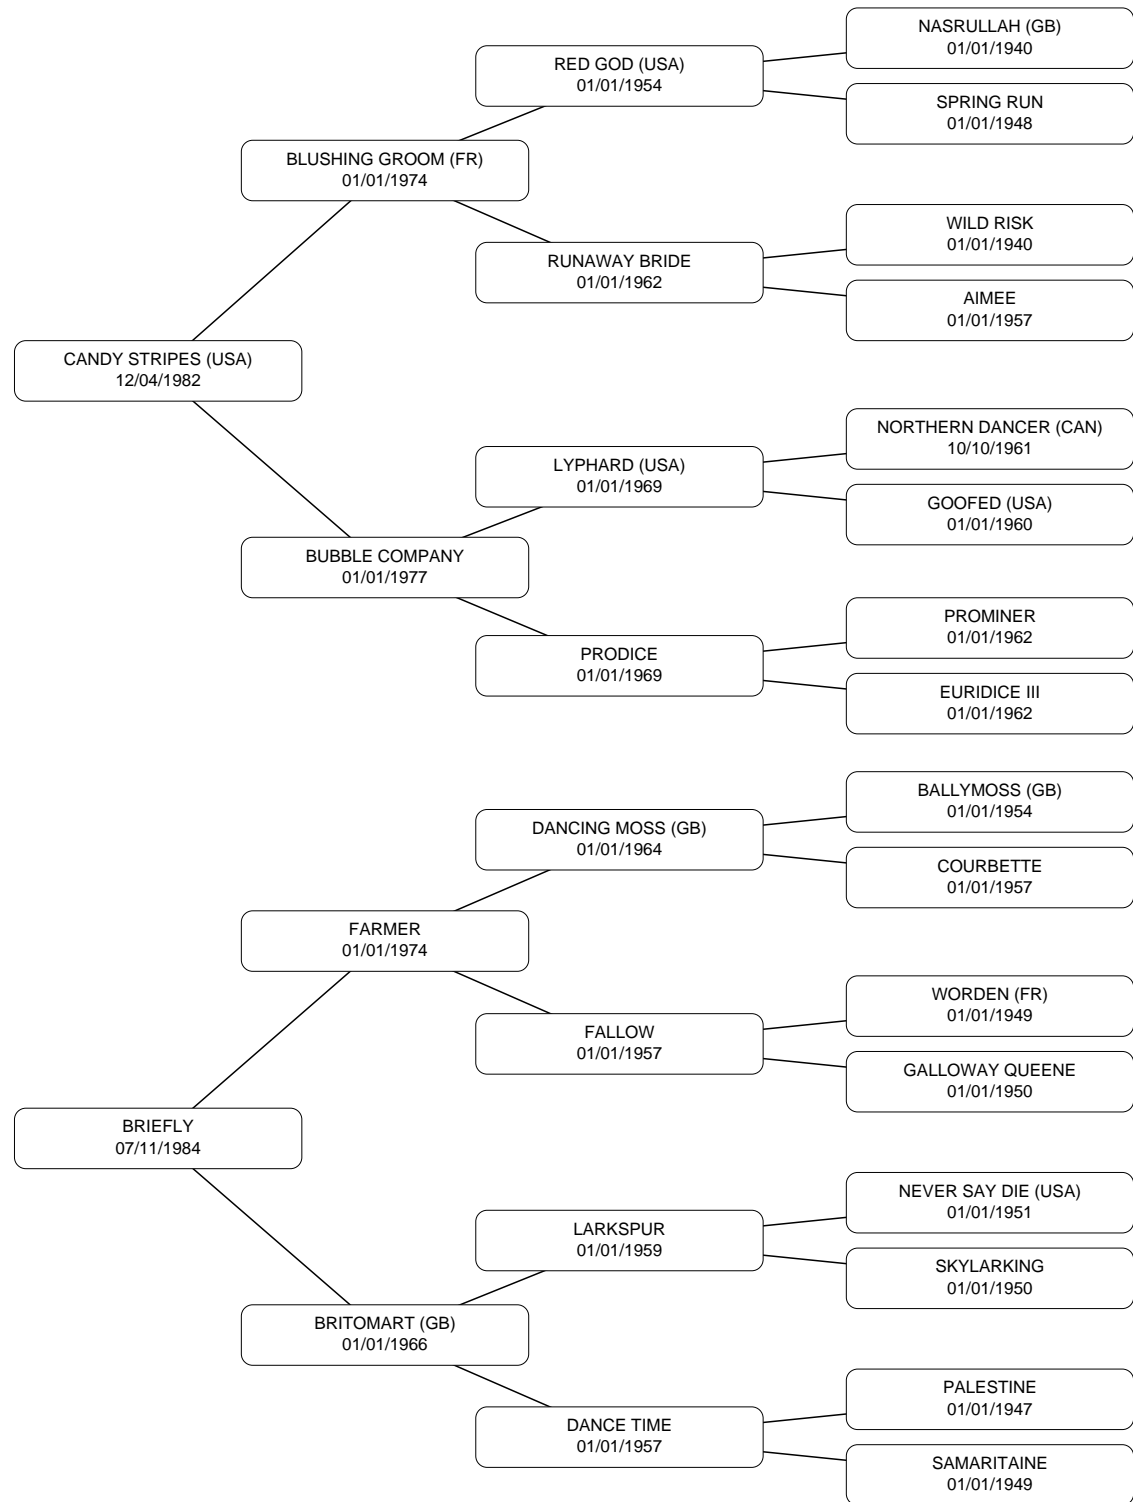 NASRULLAH (GB)
01/01/1940
RED GOD (USA)
01/01/1954
SPRING RUN
01/01/1948
BLUSHING GROOM (FR)
01/01/1974
WILD RISK
01/01/1940
RUNAWAY BRIDE
01/01/1962
AIMEE
01/01/1957
CANDY STRIPES (USA)
12/04/1982
NORTHERN DANCER (CAN)
10/10/1961
LYPHARD (USA)
01/01/1969
GOOFED (USA)
01/01/1960
BUBBLE COMPANY
01/01/1977
PROMINER
01/01/1962
PRODICE
01/01/1969
EURIDICE III
01/01/1962
BALLYMOSS (GB)
01/01/1954
DANCING MOSS (GB)
01/01/1964
COURBETTE
01/01/1957
FARMER
01/01/1974
WORDEN (FR)
01/01/1949
FALLOW
01/01/1957
GALLOWAY QUEENE
01/01/1950
BRIEFLY
07/11/1984
NEVER SAY DIE (USA)
01/01/1951
LARKSPUR
01/01/1959
SKYLARKING
01/01/1950
BRITOMART (GB)
01/01/1966
PALESTINE
01/01/1947
DANCE TIME
01/01/1957
SAMARITAINE
01/01/1949